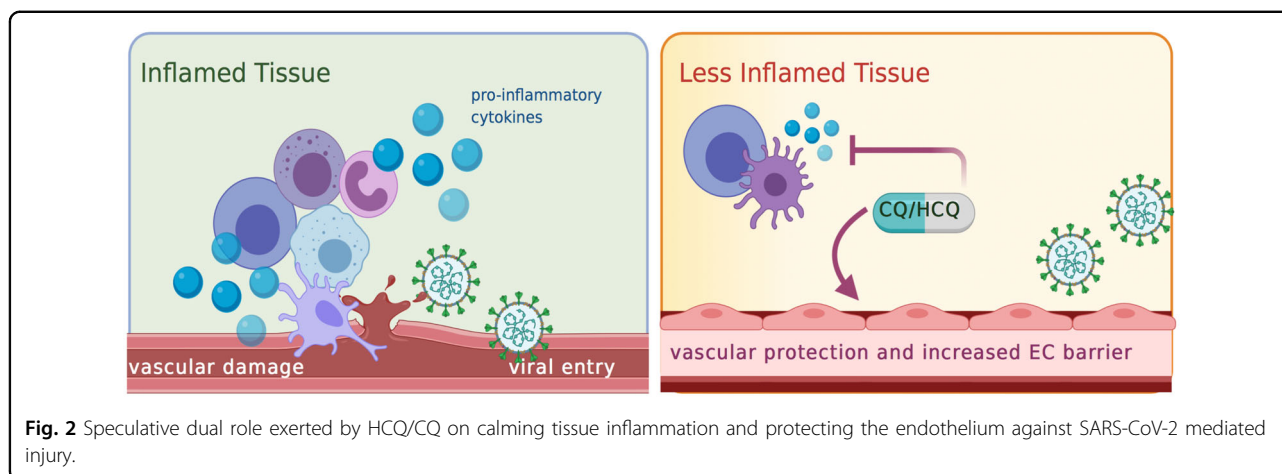 Inflamed Tissue
pro-inflammatory
cytokines
vascular damage
viral entry
Less Inflamed Tissue
CQ/HCQ
vascular protection and increased EC barrier
Fig. 2 Speculative dual role exerted by HCQ/CQ on calming tissue inflammation and protecting the endothelium against SARS-CoV-2 mediated
injury.